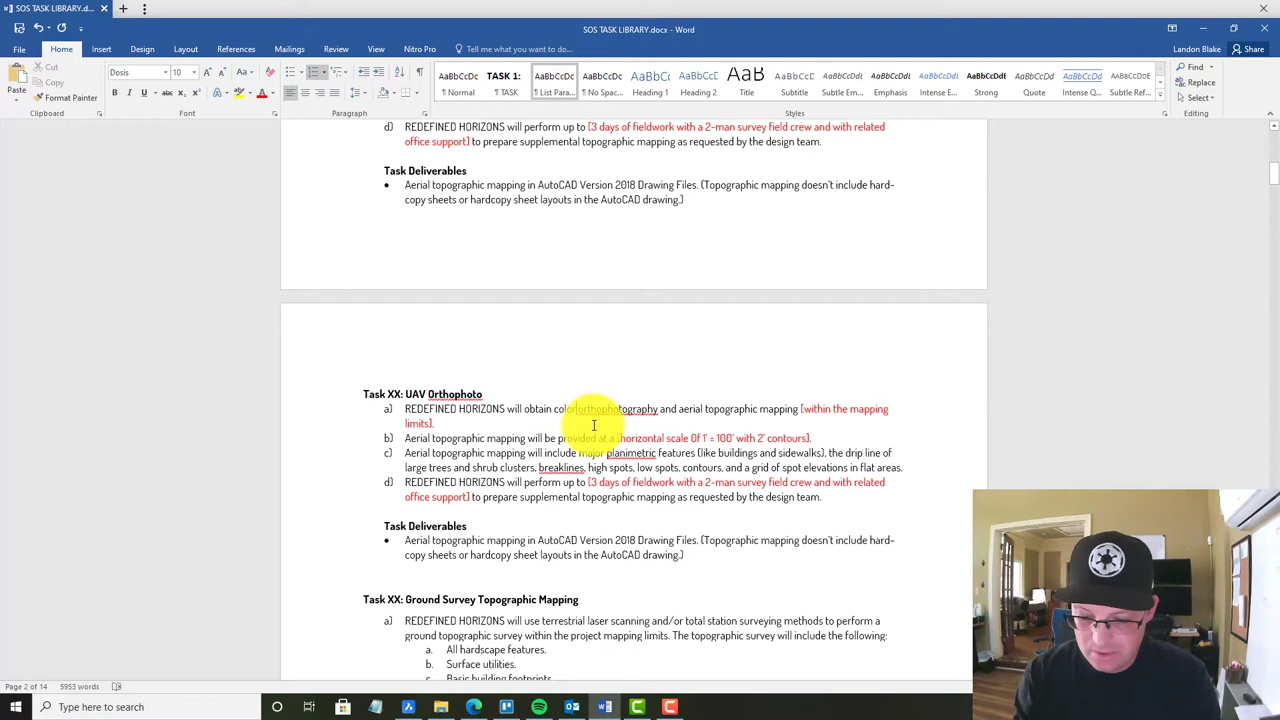 SOS TASK LIBRARY.d...
SOS TASK LIBRARY.docx - Word
File Home Insert Design Layout References Mailings Review View Nitro Pro Tell me what you want to do... Landon Blake Share
Paste Cut Copy Format Painter
Clipboard
Dosis 10
Font
Paragraph
AaBbCcDc TASK 1: AaBbCcDc AaBbCcDc AaBbCc AaBbCcD AaB AaBbCcD AaBbCcDdi AaBbCcDdi AaBbCcDdi AaBbCcDc AaBbCcDd AaBbCcDd AaBbCcDdE
¶ Normal ¶ TASK ¶ List Para... ¶ No Spac... Heading 1 Heading 2 Title Subtitle Subtle Em... Emphasis Intense E... Strong Quote Intense Q... Subtle Ref...
Styles
Find
Replace
Select
Editing
d) REDEFINED HORIZONS will perform up to [3 days of fieldwork with a 2-man survey field crew and with related
office support] to prepare supplemental topographic mapping as requested by the design team.
Task Deliverables
• Aerial topographic mapping in AutoCAD Version 2018 Drawing Files. (Topographic mapping doesn't include hard-
copy sheets or hardcopy sheet layouts in the AutoCAD drawing.)
Task XX: UAV Orthophoto
a) REDEFINED HORIZONS will obtain color orthophotography and aerial topographic mapping [within the mapping
limits].
b) Aerial topographic mapping will be provided at a [horizontal scale 0f 1' = 100' with 2' contours].
c) Aerial topographic mapping will include major planimetric features (like buildings and sidewalks), the drip line of
large trees and shrub clusters, breaklines, high spots, low spots, contours, and a grid of spot elevations in flat areas.
d) REDEFINED HORIZONS will perform up to [3 days of fieldwork with a 2-man survey field crew and with related
office support] to prepare supplemental topographic mapping as requested by the design team.
Task Deliverables
• Aerial topographic mapping in AutoCAD Version 2018 Drawing Files. (Topographic mapping doesn't include hard-
copy sheets or hardcopy sheet layouts in the AutoCAD drawing.)
Task XX: Ground Survey Topographic Mapping
a) REDEFINED HORIZONS will use terrestrial laser scanning and/or total station surveying methods to perform a
ground topographic survey within the project mapping limits. The topographic survey will include the following:
a. All hardscape features.
b. Surface utilities.
c. Basic building footprints.
Page 2 of 14 5953 words
Type here to search